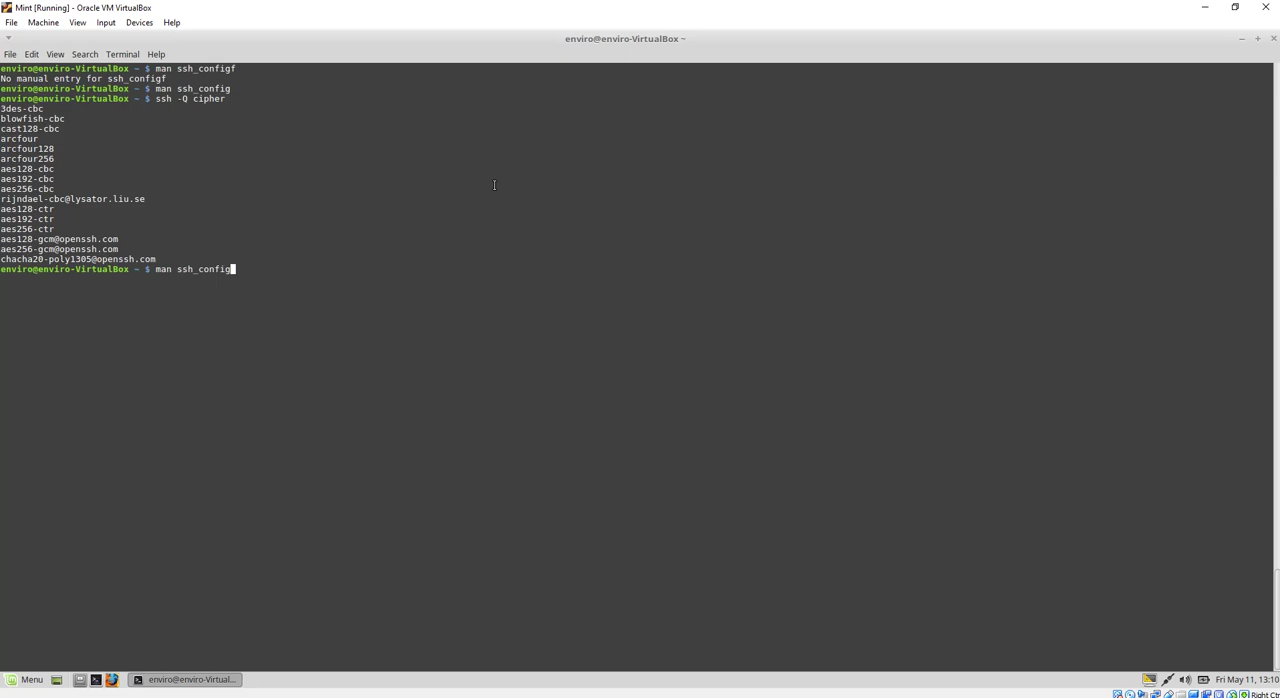 Mint [Running] - Oracle VM VirtualBox
File Machine View Input Devices Help
enviro@enviro-VirtualBox ~
File Edit View Search Terminal Help
enviro@enviro-VirtualBox ~ $ man ssh_configf
No manual entry for ssh_configf
enviro@enviro-VirtualBox ~ $ man ssh_config
enviro@enviro-VirtualBox ~ $ ssh -Q cipher
3des-cbc
blowfish-cbc
cast128-cbc
arcfour
arcfour128
arcfour256
aes128-cbc
aes192-cbc
aes256-cbc
rijndael-cbc@lysator.liu.se
aes128-ctr
aes192-ctr
aes256-ctr
aes128-gcm@openssh.com
aes256-gcm@openssh.com
chacha20-poly1305@openssh.com
enviro@enviro-VirtualBox ~ $ man ssh_config
Menu enviro@enviro-Virtual... Fri May 11, 13:10
Right Ctr